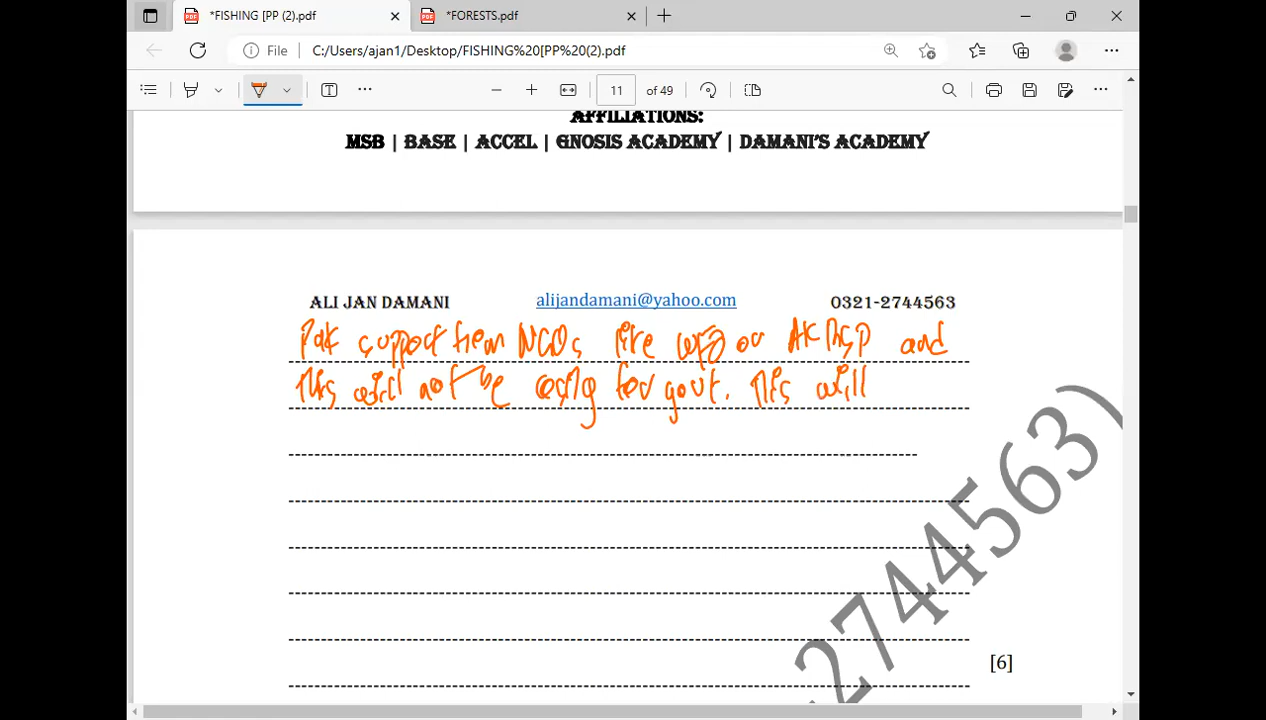 *FISHING [PP (2).pdf
*FORESTS.pdf
File
C:/Users/ajan1/Desktop/FISHING%20[PP%20(2).pdf
11 of 49
AFFILIATIONS:
MSB | BASE | ACCEL | GNOSIS ACADEMY | DAMANI'S ACADEMY
ALI JAN DAMANI alijandamani@yahoo.com 0321-2744563
Pak support from NGOs like or AKRSP and
This will not be easily for govt. This will
[6]
2744563)